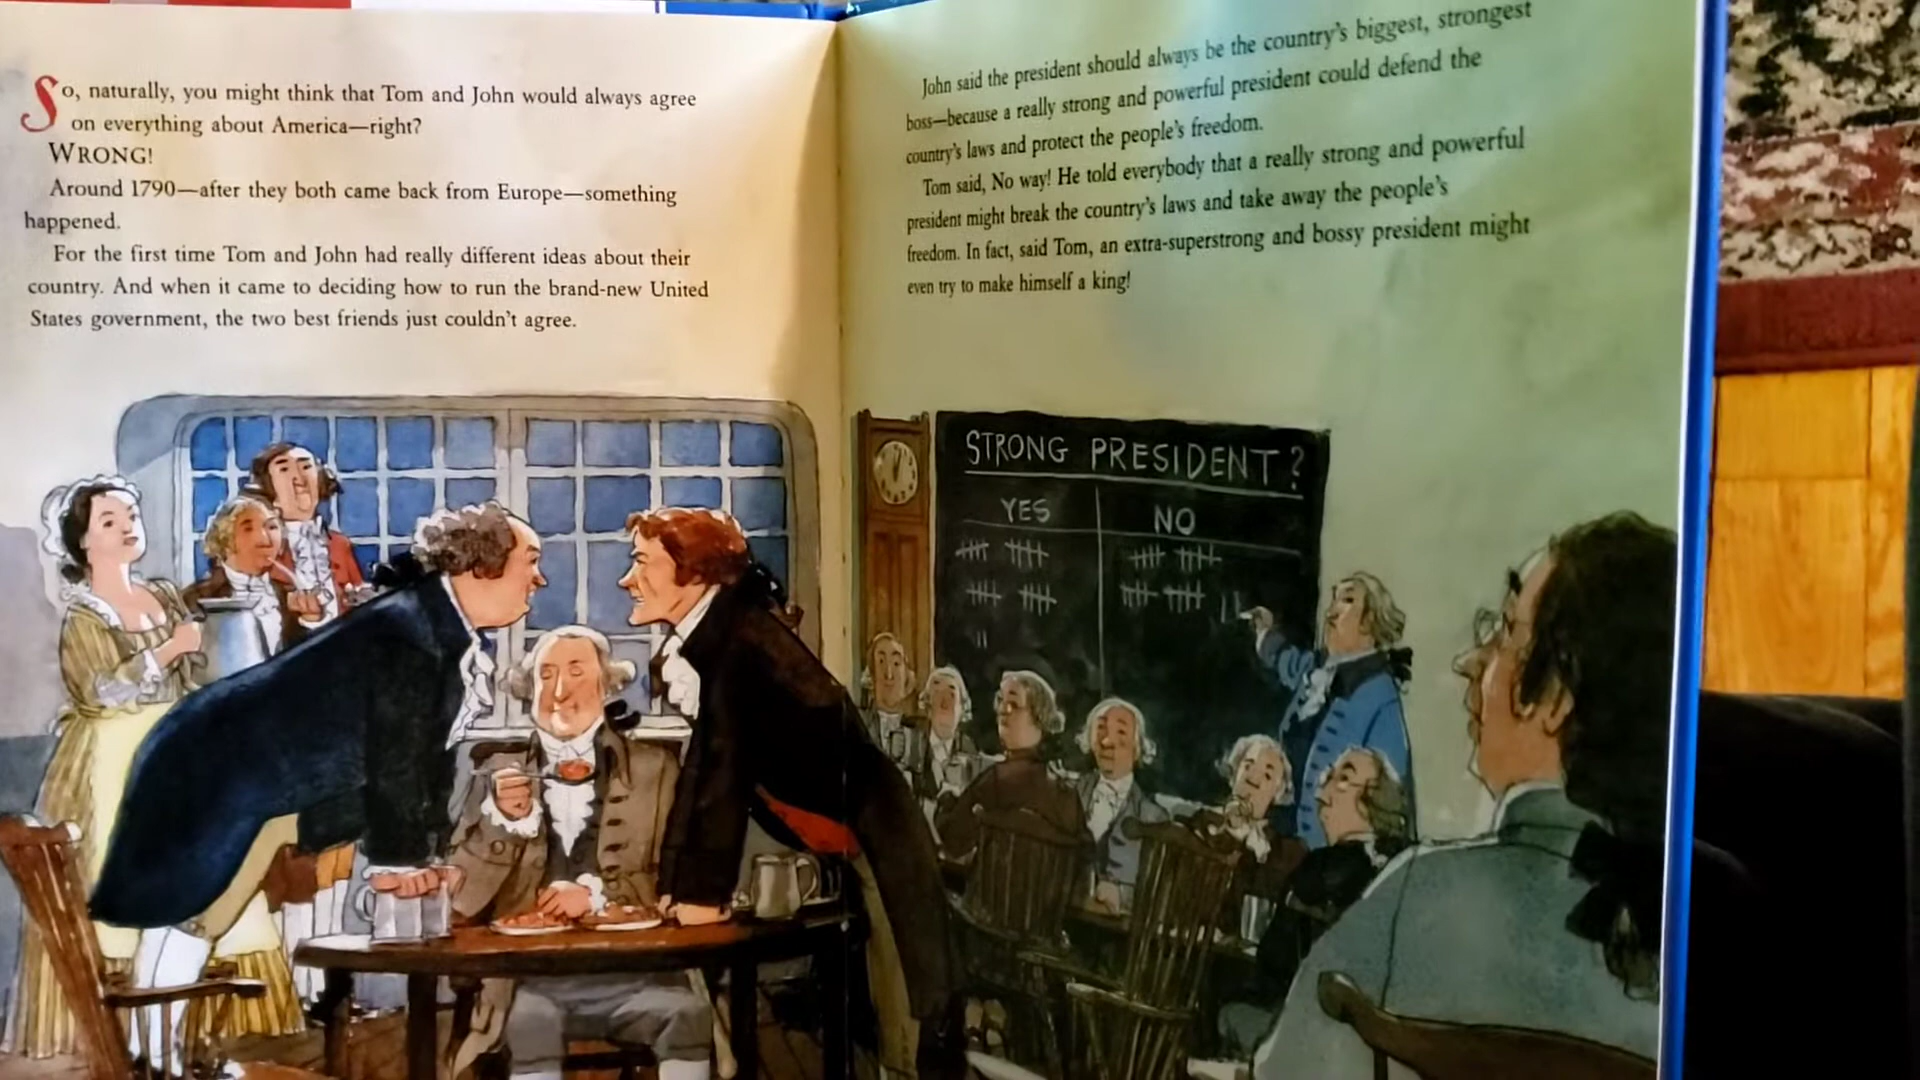 So, naturally, you might think that Tom and John would always agree
on everything about America—right?
WRONG!
Around 1790—after they both came back from Europe—something
happened.
For the first time Tom and John had really different ideas about their
country. And when it came to deciding how to run the brand-new United
States government, the two best friends just couldn't agree.
John said the president should always be the country's biggest, strongest
boss—because a really strong and powerful president could defend the
country's laws and protect the people's freedom.
Tom said, No way! He told everybody that a really strong and powerful
president might break the country's laws and take away the people's
freedom. In fact, said Tom, an extra-superstrong and bossy president might
even try to make himself a king!
STRONG PRESIDENT?
YES NO